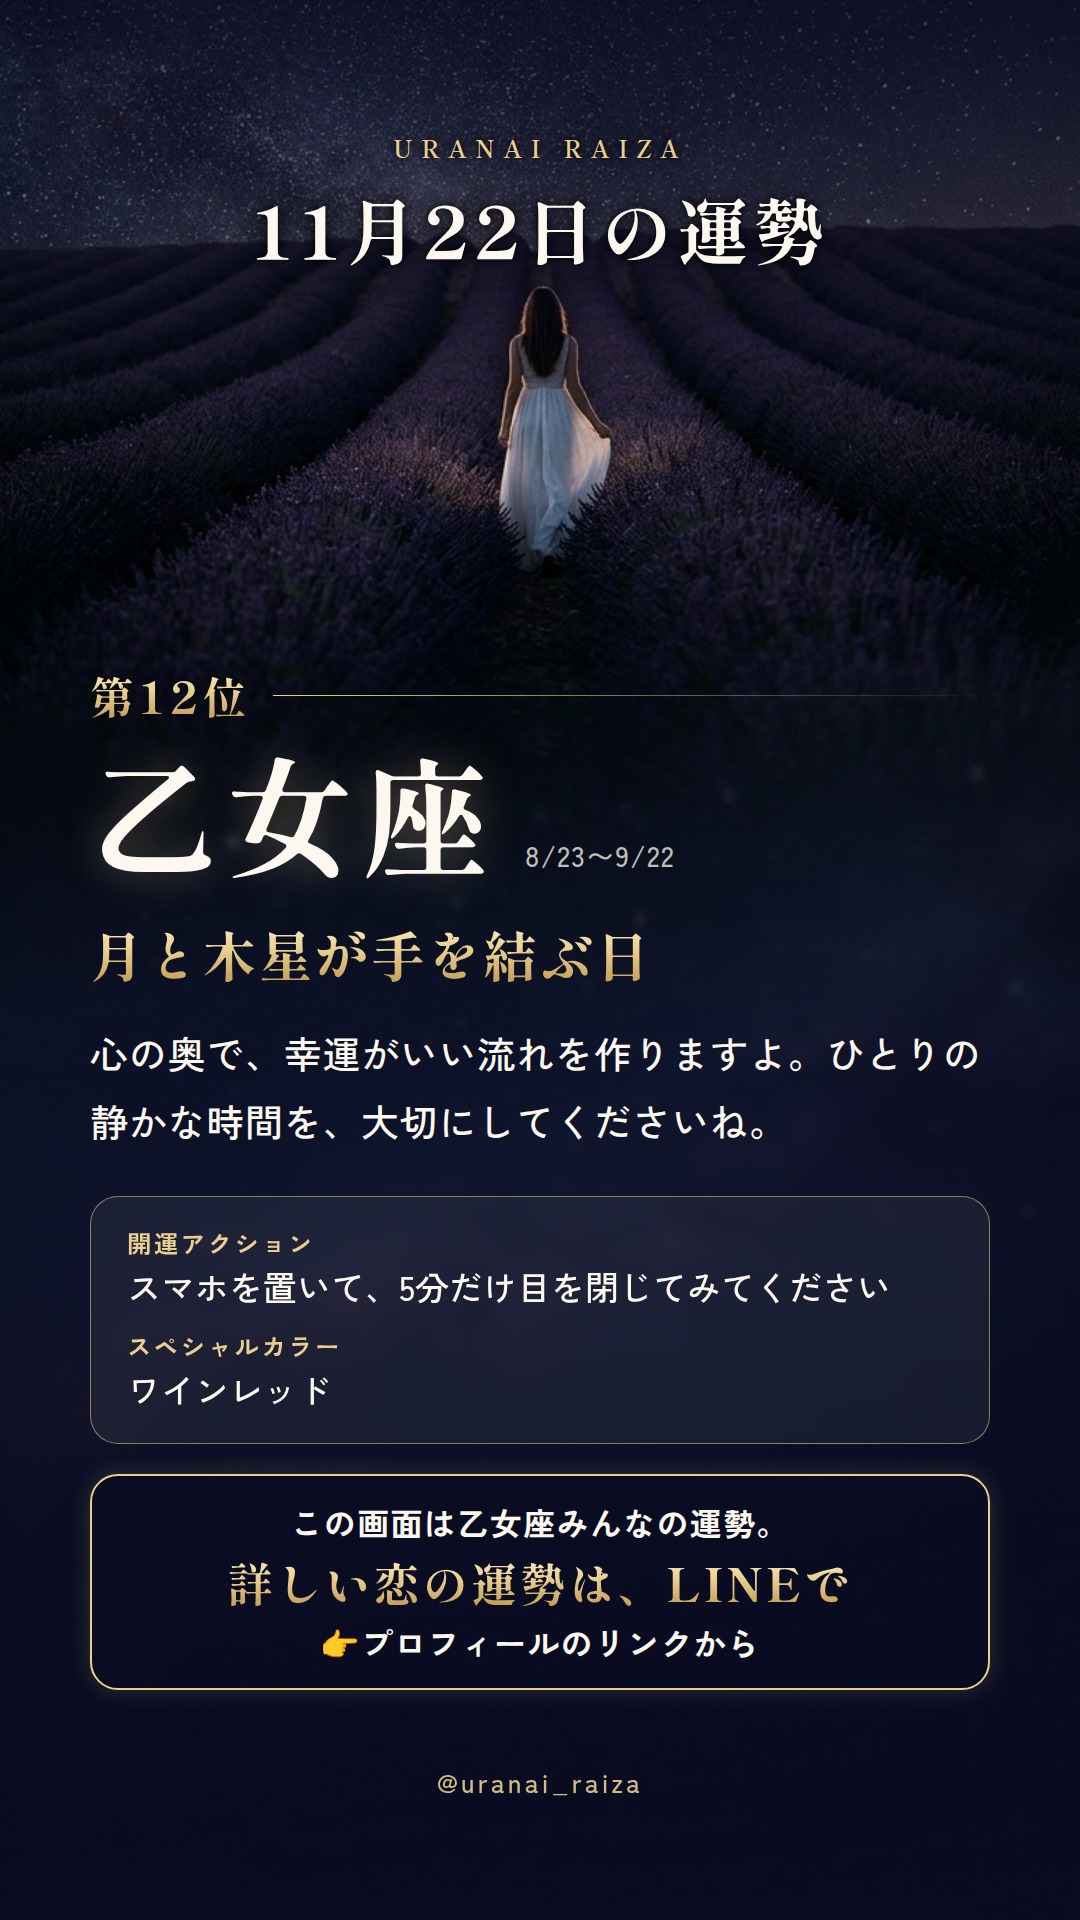 URANAI RAIZA
11月22日の運勢
第12位
乙女座 8/23〜9/22
月と木星が手を結ぶ日
心の奥で、幸運がいい流れを作りますよ。ひとりの
静かな時間を、大切にしてくださいね。
開運アクション
スマホを置いて、5分だけ目を閉じてみてください
スペシャルカラー
ワインレッド
この画面は乙女座みんなの運勢。
詳しい恋の運勢は、LINEで
👉プロフィールのリンクから
@uranai_raiza